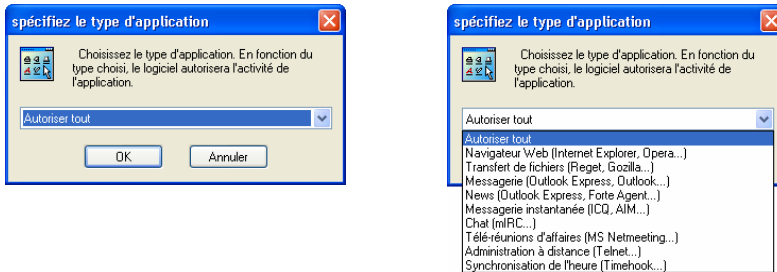 spécifiez le type d'application
Choisissez le type d'application. En fonction du
type choisi, le logiciel autorisera l'activité de
l'application.
Autoriser tout
OK Annuler
spécifiez le type d'application
Choisissez le type d'application. En fonction du
type choisi, le logiciel autorisera l'activité de
l'application.
Autoriser tout
Autoriser tout
Navigateur Web (Internet Explorer, Opera...)
Transfert de fichiers (Reget, Gozilla...)
Messagerie (Outlook Express, Outlook...)
News (Outlook Express, Forte Agent...)
Messagerie instantanée (ICQ, AIM...)
Chat (mIRC...)
Télé-réunions d'affaires (MS Netmeeting...)
Administration à distance (Telnet...)
Synchronisation de l'heure (Timehook...)